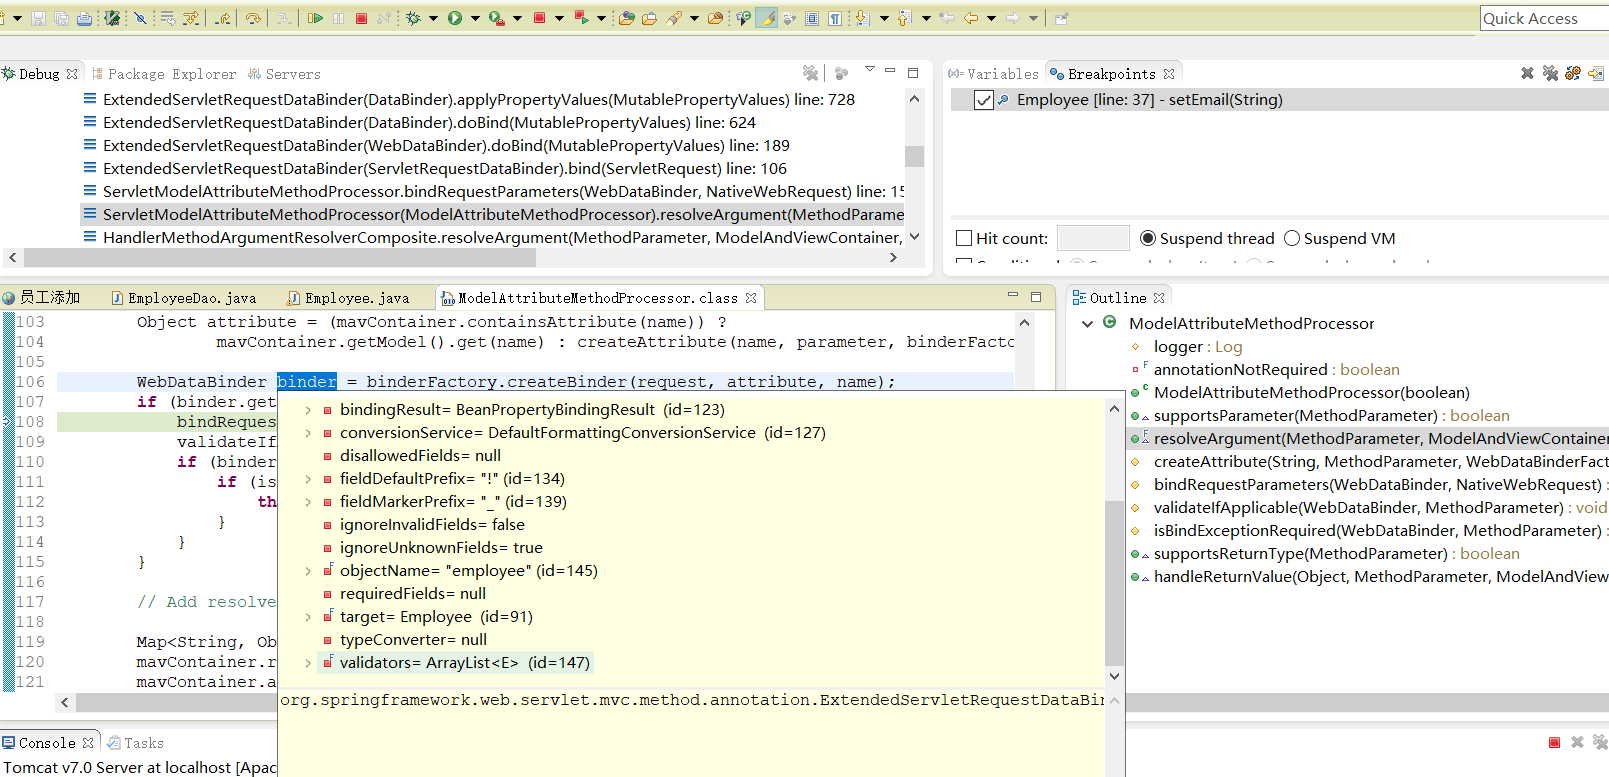 Quick Access
Debug
Package Explorer
Servers
ExtendedServletRequestDataBinder(DataBinder).applyPropertyValues(MutablePropertyValues) line: 728
ExtendedServletRequestDataBinder(DataBinder).doBind(MutablePropertyValues) line: 624
ExtendedServletRequestDataBinder(WebDataBinder).doBind(MutablePropertyValues) line: 189
ExtendedServletRequestDataBinder(ServletRequestDataBinder).bind(ServletRequest) line: 106
ServletModelAttributeMethodProcessor.bindRequestParameters(WebDataBinder, NativeWebRequest) line: 15
ServletModelAttributeMethodProcessor(ModelAttributeMethodProcessor).resolveArgument(MethodParame
HandlerMethodArgumentResolverComposite.resolveArgument(MethodParameter, ModelAndViewContainer,
(x)= Variables
Breakpoints
Employee [line: 37] - setEmail(String)
Hit count:
Suspend thread
Suspend VM
员工添加
EmployeeDao.java
Employee.java
ModelAttributeMethodProcessor.class
103 Object attribute = (mavContainer.containsAttribute(name)) ?
104 mavContainer.getModel().get(name) : createAttribute(name, parameter, binderFacto
105
106 WebDataBinder binder = binderFactory.createBinder(request, attribute, name);
107 if (binder.get
108 bindReques
109 validateIf
110 if (binder
111 if (is
112 th
113 }
114 }
115 }
116
117 // Add resolve
118
119 Map<String, Ob
120 mavContainer.r
121 mavContainer.a
bindingResult= BeanPropertyBindingResult (id=123)
conversionService= DefaultFormattingConversionService (id=127)
disallowedFields= null
fieldDefaultPrefix= "!" (id=134)
fieldMarkerPrefix= "_" (id=139)
ignoreInvalidFields= false
ignoreUnknownFields= true
objectName= "employee" (id=145)
requiredFields= null
target= Employee (id=91)
typeConverter= null
validators= ArrayList<E> (id=147)
org.springframework.web.servlet.mvc.method.annotation.ExtendedServletRequestDataBin
Outline
ModelAttributeMethodProcessor
logger : Log
annotationNotRequired : boolean
ModelAttributeMethodProcessor(boolean)
supportsParameter(MethodParameter) : boolean
resolveArgument(MethodParameter, ModelAndViewContainer
createAttribute(String, MethodParameter, WebDataBinderFact
bindRequestParameters(WebDataBinder, NativeWebRequest) :
validateIfApplicable(WebDataBinder, MethodParameter) : void
isBindExceptionRequired(WebDataBinder, MethodParameter) :
supportsReturnType(MethodParameter) : boolean
handleReturnValue(Object, MethodParameter, ModelAndView
Console
Tasks
Tomcat v7.0 Server at localhost [Apac